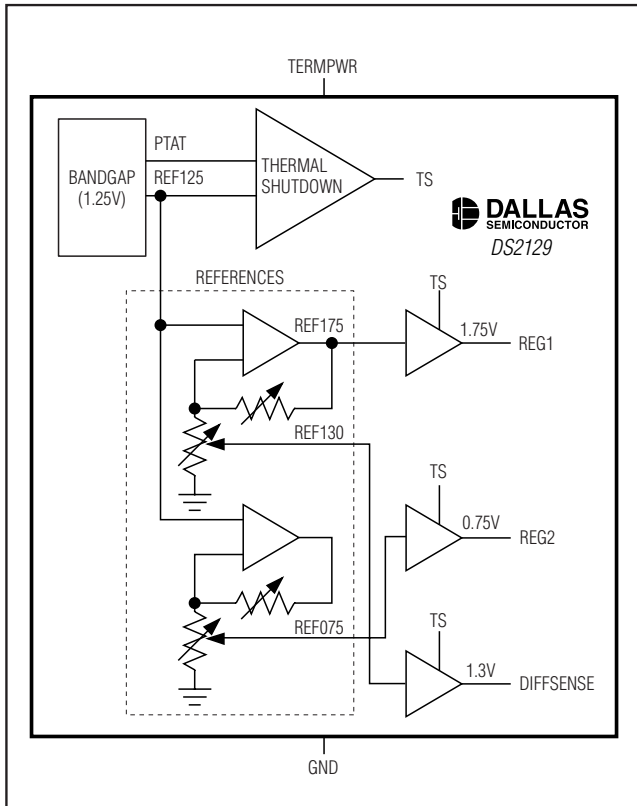 TERMPWR
BANDGAP
(1.25V)
PTAT
REF125
THERMAL
SHUTDOWN
TS
DALLAS
SEMICONDUCTOR
DS2129
REFERENCES
REF175
TS
1.75V
REG1
REF130
TS
0.75V
REG2
REF075
TS
1.3V
DIFFSENSE
GND